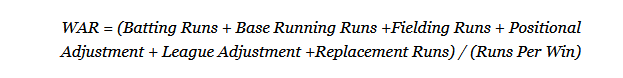 WAR = (Batting Runs + Base Running Runs +Fielding Runs + Positional
Adjustment + League Adjustment +Replacement Runs) / (Runs Per Win)